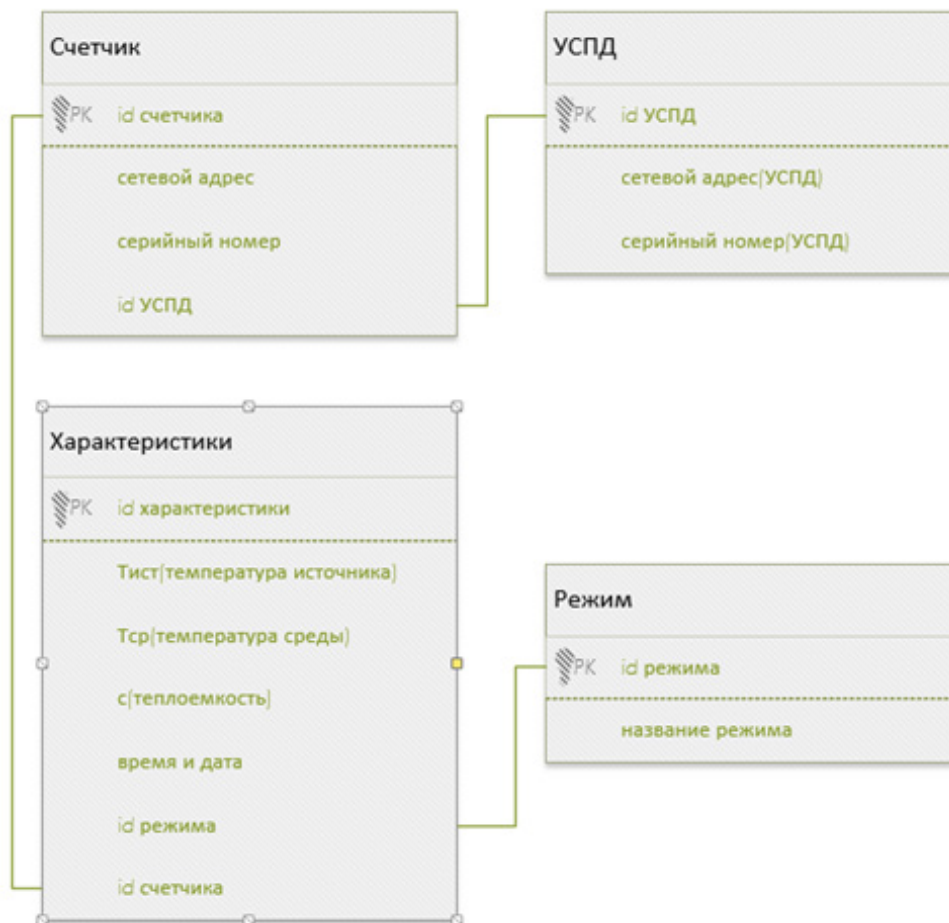 Счетчик
PK id счетчика
сетевой адрес
серийный номер
id УСПД
УСПД
PK id УСПД
сетевой адрес(УСПД)
серийный номер(УСПД)
Характеристики
PK id характеристики
Тист(температура источника)
Тср(температура среды)
с(теплоемкость)
время и дата
id режима
id счетчика
Режим
PK id режима
название режима